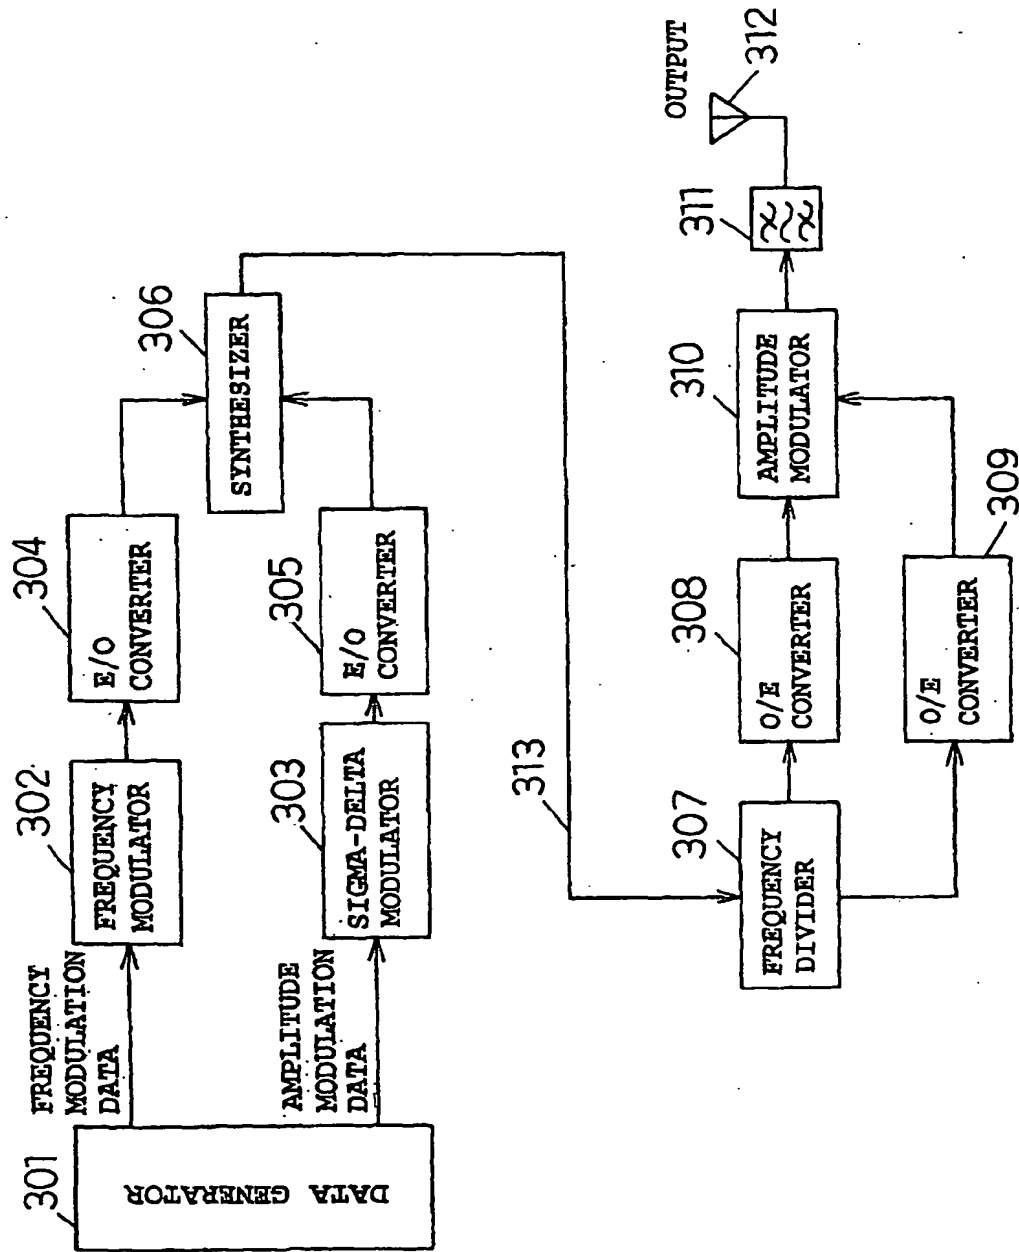 301
DATA GENERATOR
FREQUENCY
MODULATION
DATA
AMPLITUDE
MODULATION
DATA
302
FREQUENCY
MODULATOR
303
SIGMA-DELTA
MODULATOR
304
E/O
CONVERTER
305
E/O
CONVERTER
306
SYNTHESIZER
313
307
FREQUENCY
DIVIDER
308
O/E
CONVERTER
309
O/E
CONVERTER
310
AMPLITUDE
MODULATOR
311
OUTPUT
312